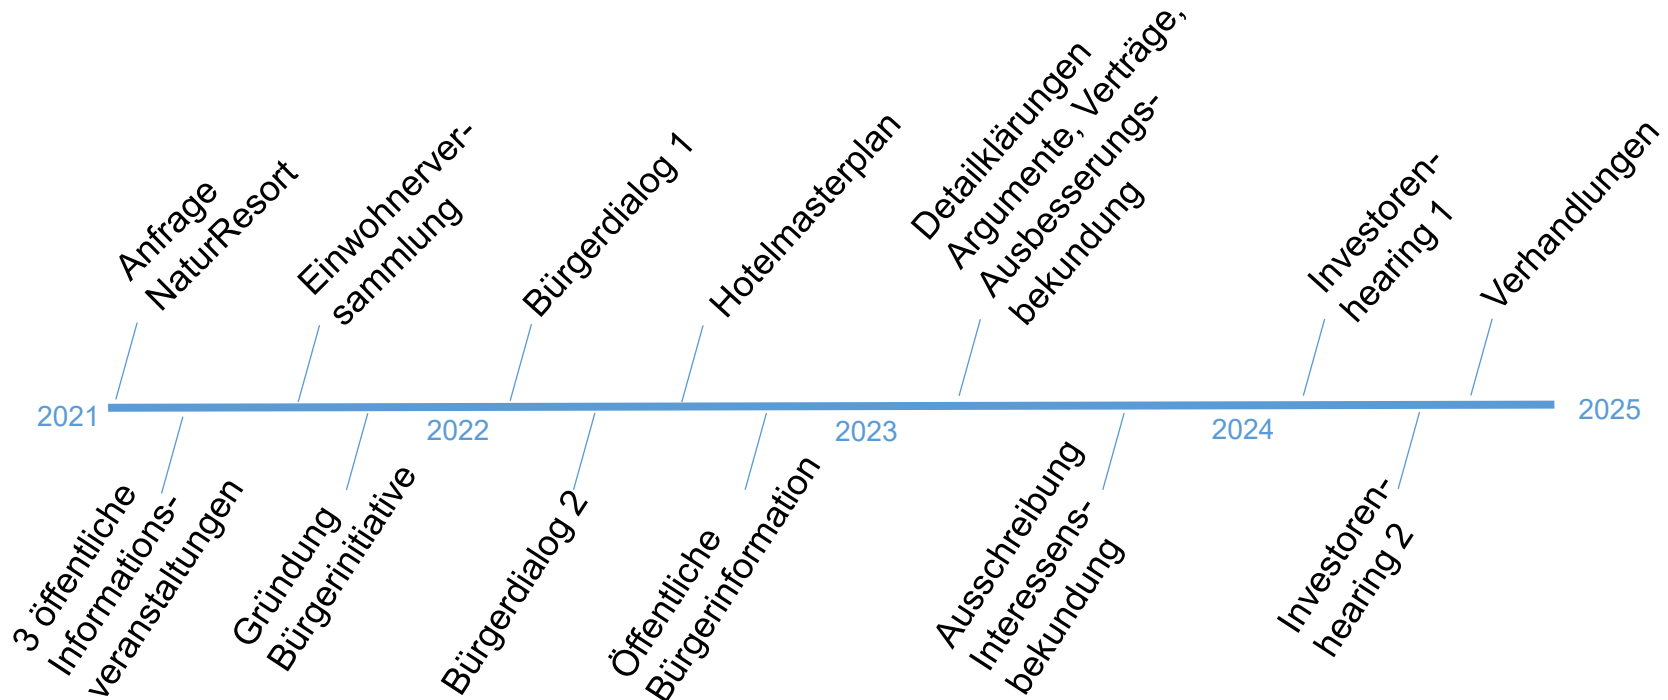 Anfrage
NaturResort
Einwohnerver-
sammlung
Bürgerdialog 1
Hotelmasterplan
Detailklärungen
Argumente, Verträge,
Ausbesserungs-
bekundung
Investoren-
hearing 1
Verhandlungen
2021
2022
2023
2024
2025
3 öffentliche
Informations-
veranstaltungen
Gründung
Bürgerinitiative
Bürgerdialog 2
Öffentliche
Bürgerinformation
Ausschreibung
Interessens-
bekundung
Investoren-
hearing 2